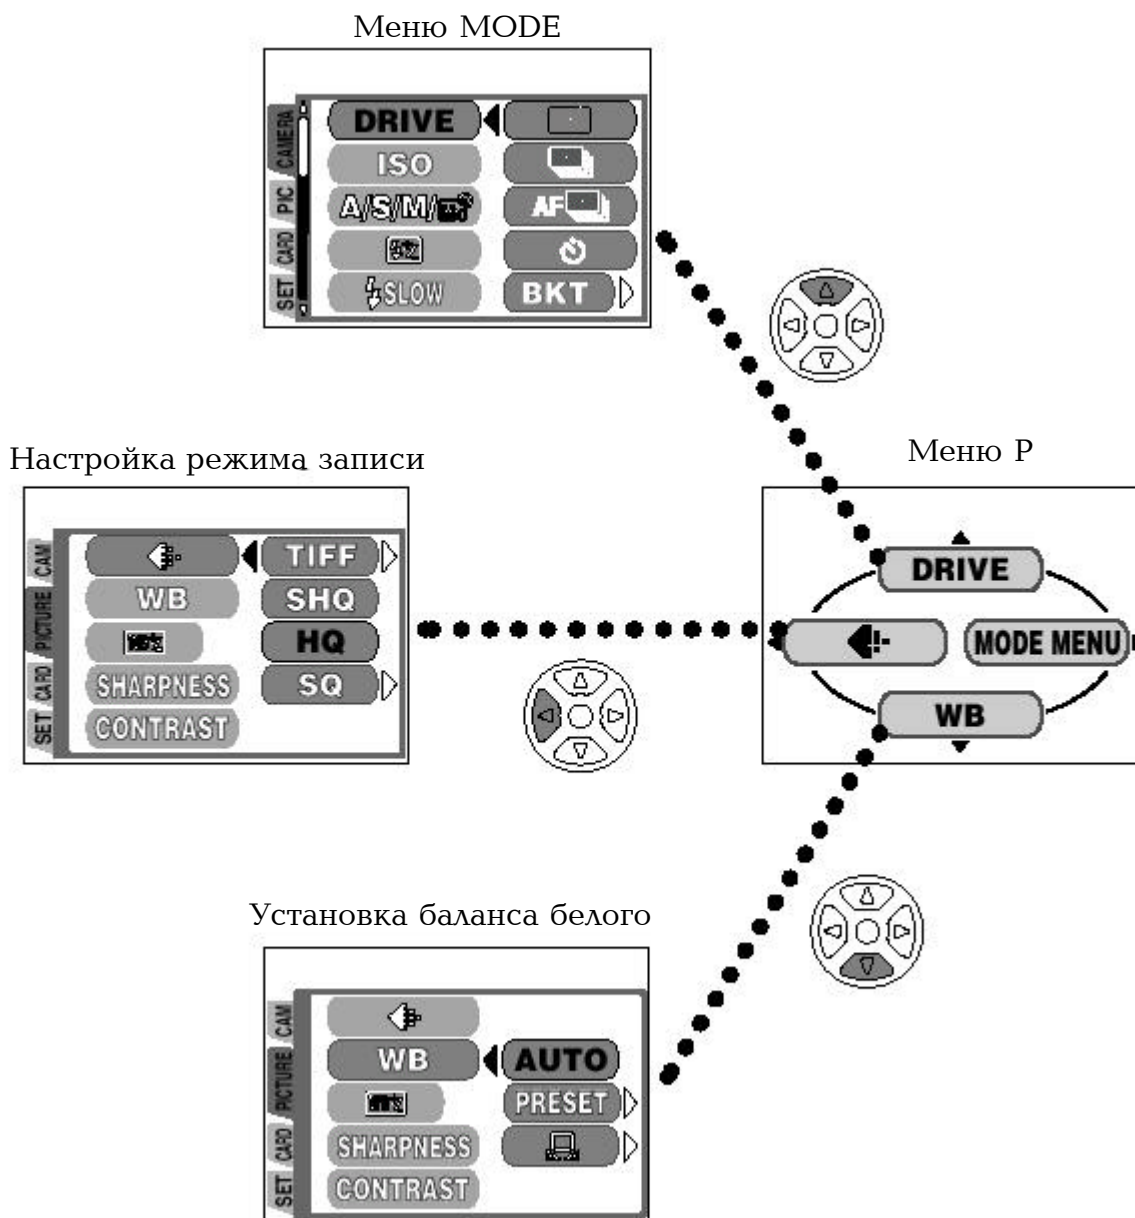 Меню MODE
CAMERA
PIC
CARD
SET
DRIVE
ISO
A/S/M/
AF
SLOW
BKT
Настройка режима записи
CAM
PICTURE
CARD
SET
TIFF
WB
SHQ
HQ
SHARPNESS
SQ
CONTRAST
Меню P
DRIVE
MODE MENU
WB
Установка баланса белого
CAM
PICTURE
CARD
SET
WB
AUTO
PRESET
SHARPNESS
CONTRAST